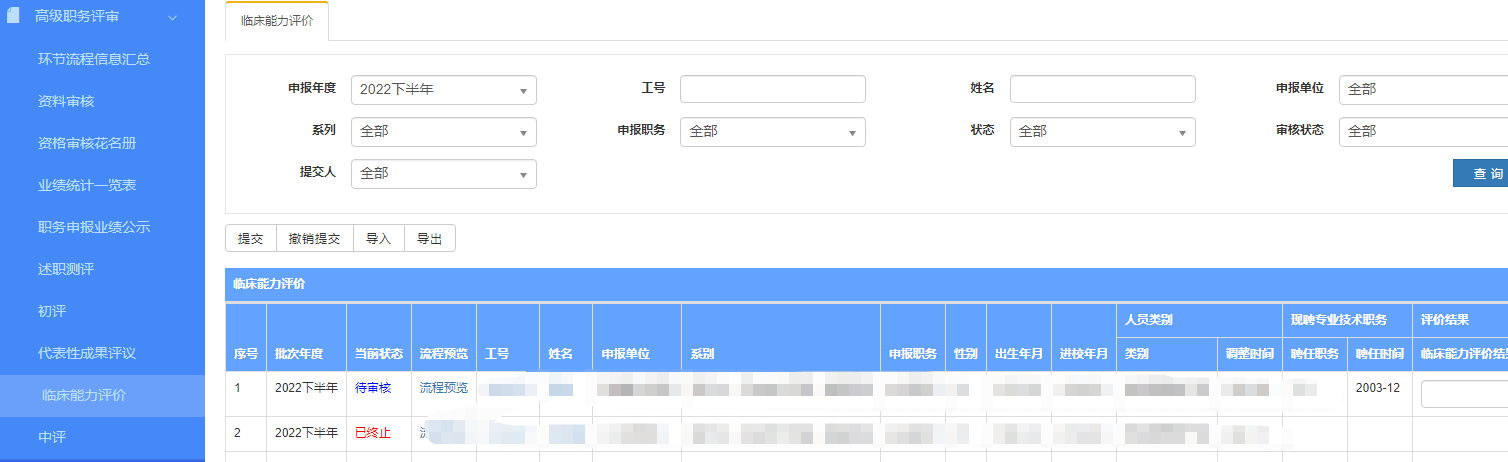 高级职务评审
环节流程信息汇总
资料审核
资格审核花名册
业绩统计一览表
职务申报业绩公示
述职测评
初评
代表性成果评议
临床能力评价
中评
临床能力评价
申报年度 2022下半年 工号 姓名 申报单位 全部
系列 全部 申报职务 全部 状态 全部 审核状态 全部
提交人 全部 查 询
提交 撤销提交 导入 导出
临床能力评价
人员类别 现聘专业技术职务 评价结果
序号 批次年度 当前状态 流程预览 工号 姓名 申报单位 系别 申报职务 性别 出生年月 进校年月 类别 调整时间 聘任职务 聘任时间 临床能力评价结果
1 2022下半年 待审核 流程预览 2003-12
2 2022下半年 已终止